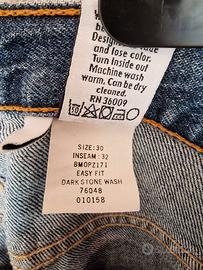 and lose color.
Turn inside out
Machine wash
warm. Can be dry
cleaned.
RN 36009
SIZE:30
INSEAM:32
BMOPZ171
EASY FIT
DARK STONE WASH
76048
010158